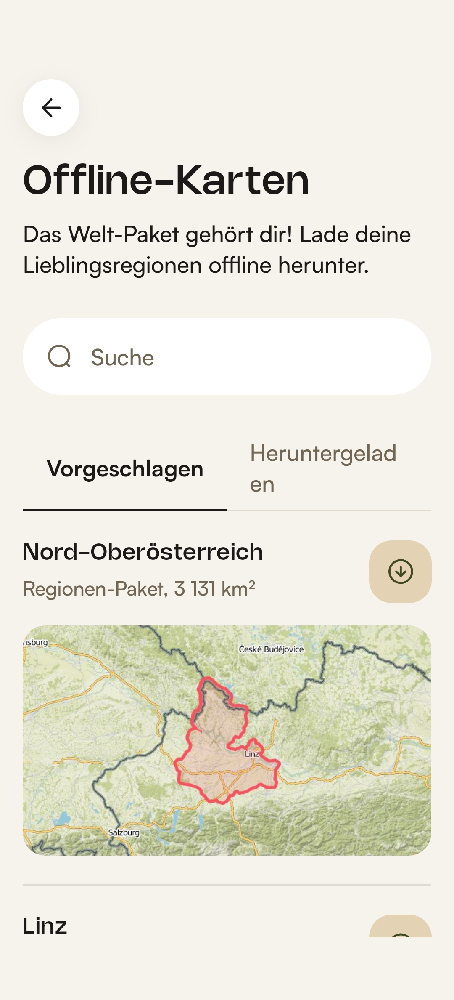 Offline-Karten
Das Welt-Paket gehört dir! Lade deine
Lieblingsregionen offline herunter.
Suche
Vorgeschlagen
Heruntergelad
en
Nord-Oberösterreich
Regionen-Paket, 3 131 km²
nsburg
České Budějovice
Linz
Salzburg
Linz